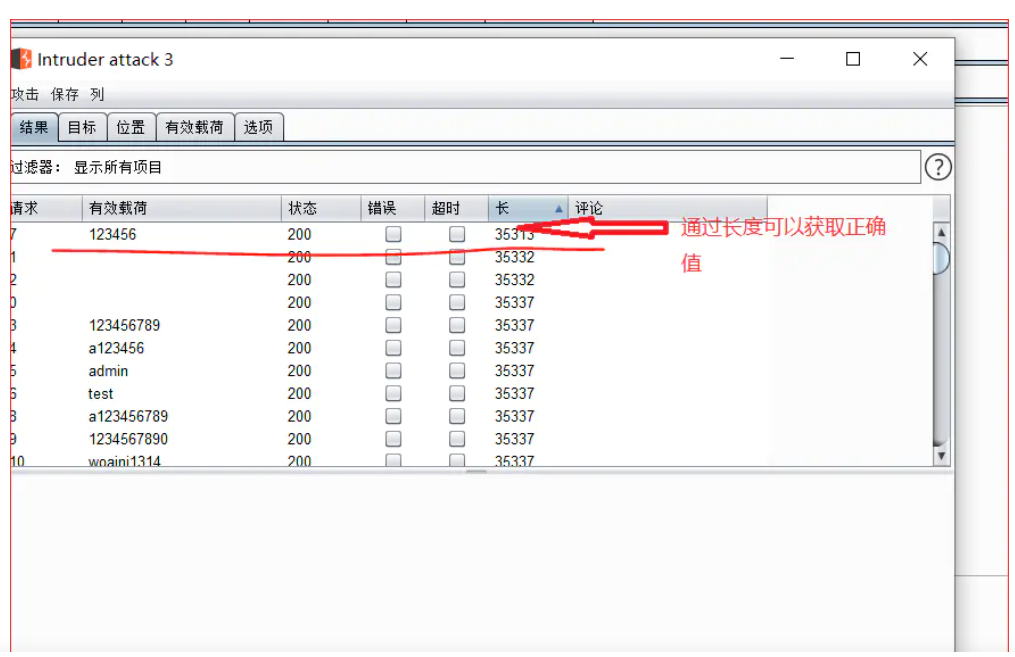 Intruder attack 3
攻击 保存 列
结果 目标 位置 有效载荷 选项
过滤器： 显示所有项目 ?
请求 有效载荷 状态 错误 超时 长 评论
7 123456 200 35313
通过长度可以获取正确
值
1 200 35332
2 200 35332
0 200 35337
3 123456789 200 35337
4 a123456 200 35337
5 admin 200 35337
6 test 200 35337
8 a123456789 200 35337
9 1234567890 200 35337
10 woaini1314 200 35337